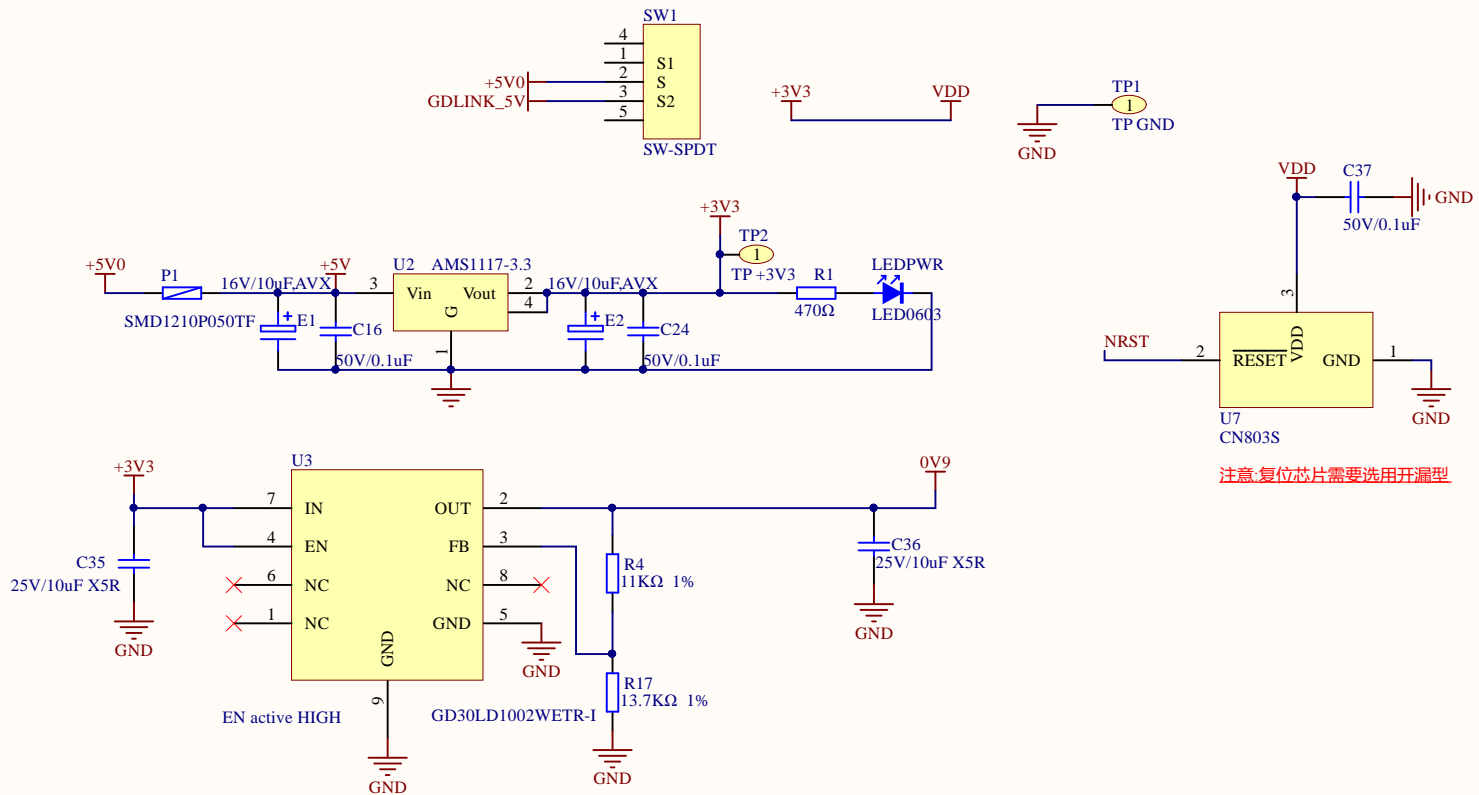 SW1
4
1
S1
+5V0
2
S
GDLINK_5V
3
S2
5
SW-SPDT
+3V3
VDD
TP1
1
TP GND
GND
VDD
C37
GND
50V/0.1uF
3
NRST
2
RESET
VDD
GND
1
GND
U7
CN803S
注意:复位芯片需要选用开漏型
+5V0
P1
SMD1210P050TF
+5V
16V/10uF,AVX
E1
C16
50V/0.1uF
U2
AMS1117-3.3
3
Vin
Vout
2
4
G
1
16V/10uF,AVX
E2
C24
50V/0.1uF
+3V3
TP2
1
TP +3V3
R1
470Ω
LEDPWR
LED0603
+3V3
C35
25V/10uF X5R
GND
U3
7
IN
OUT
2
4
EN
FB
3
6
NC
NC
8
1
NC
GND
5
GND
9
GND
GND
EN active HIGH
GD30LD1002WETR-I
R4
11KΩ 1%
R17
13.7KΩ 1%
GND
0V9
C36
25V/10uF X5R
GND